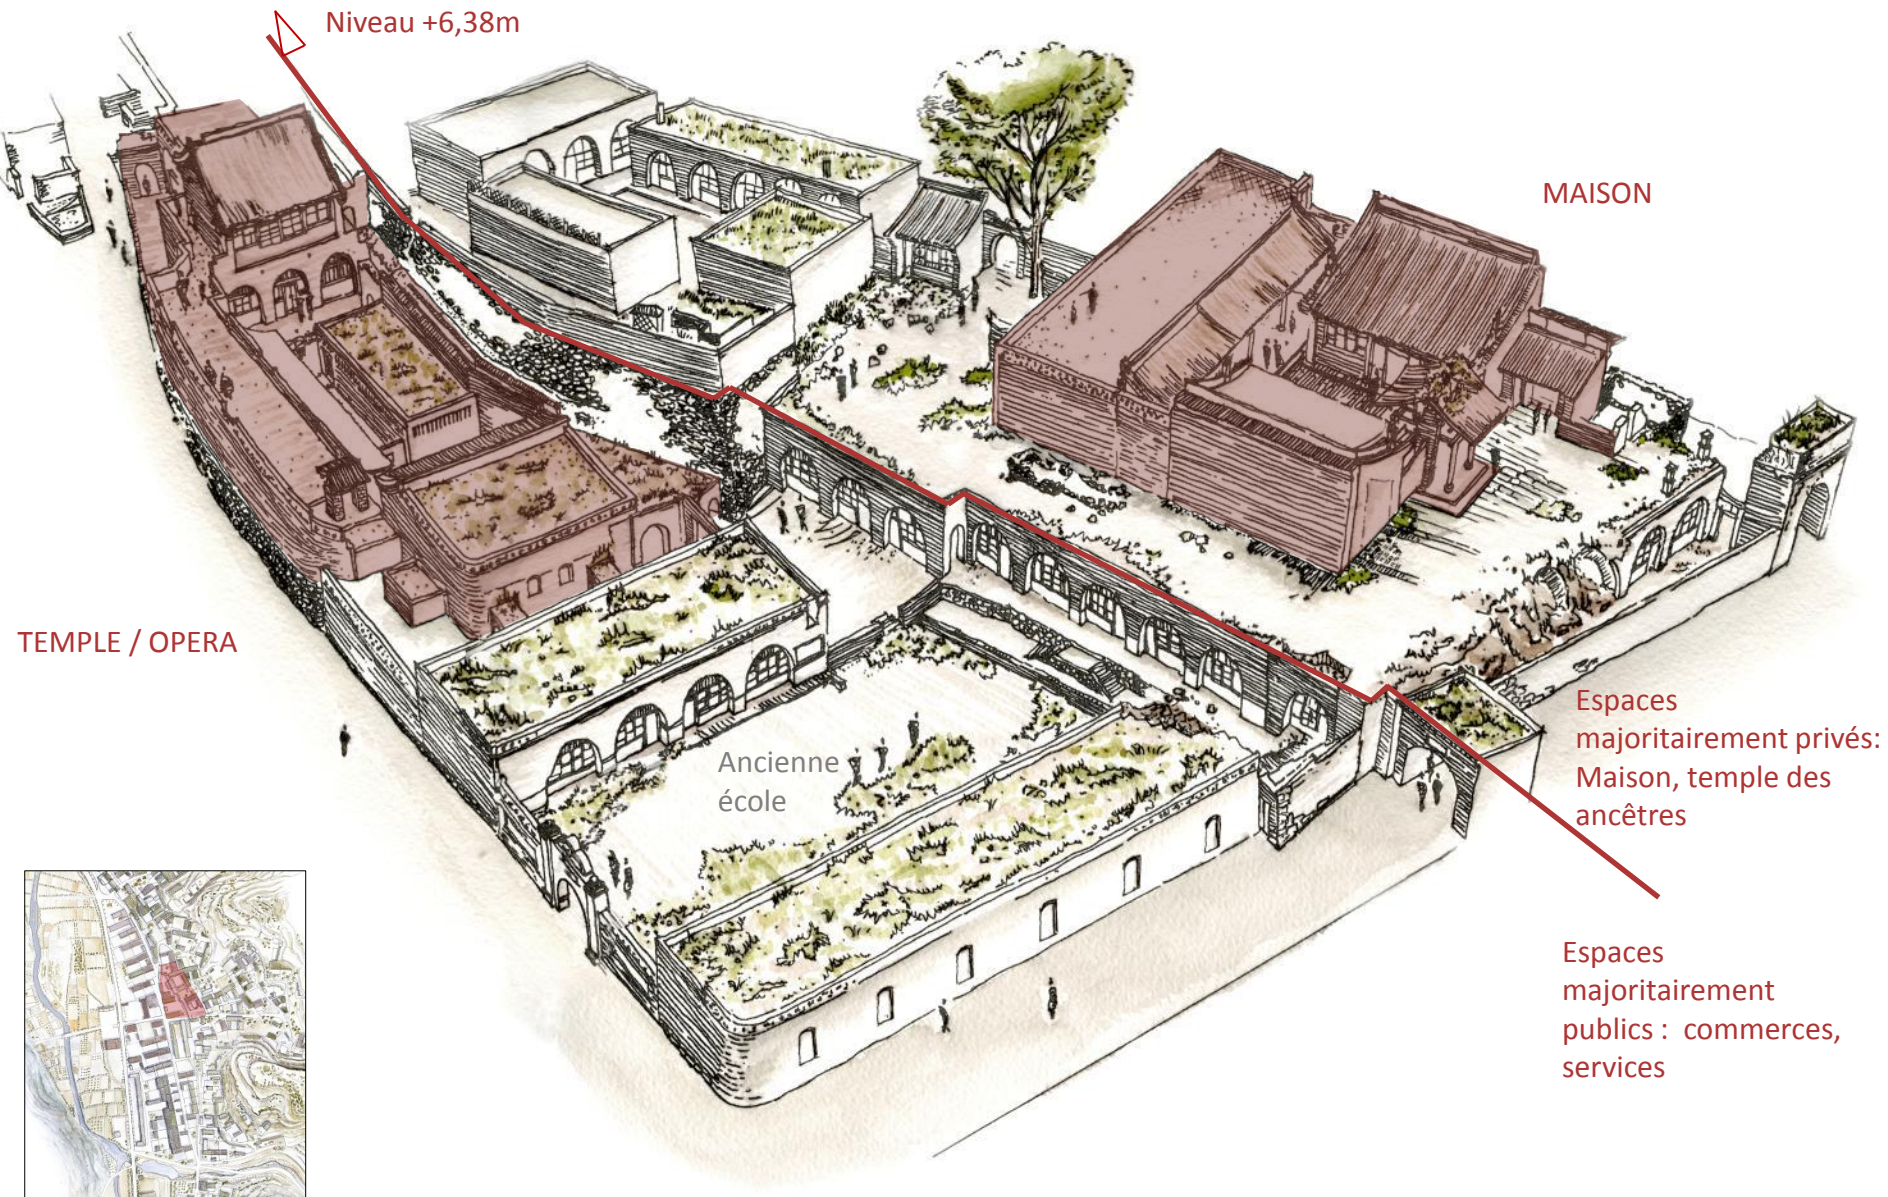 Niveau +6,38m
MAISON
TEMPLE / OPERA
Ancienne
école
Espaces
majoritairement privés:
Maison, temple des
ancêtres
Espaces
majoritairement
publics : commerces,
services